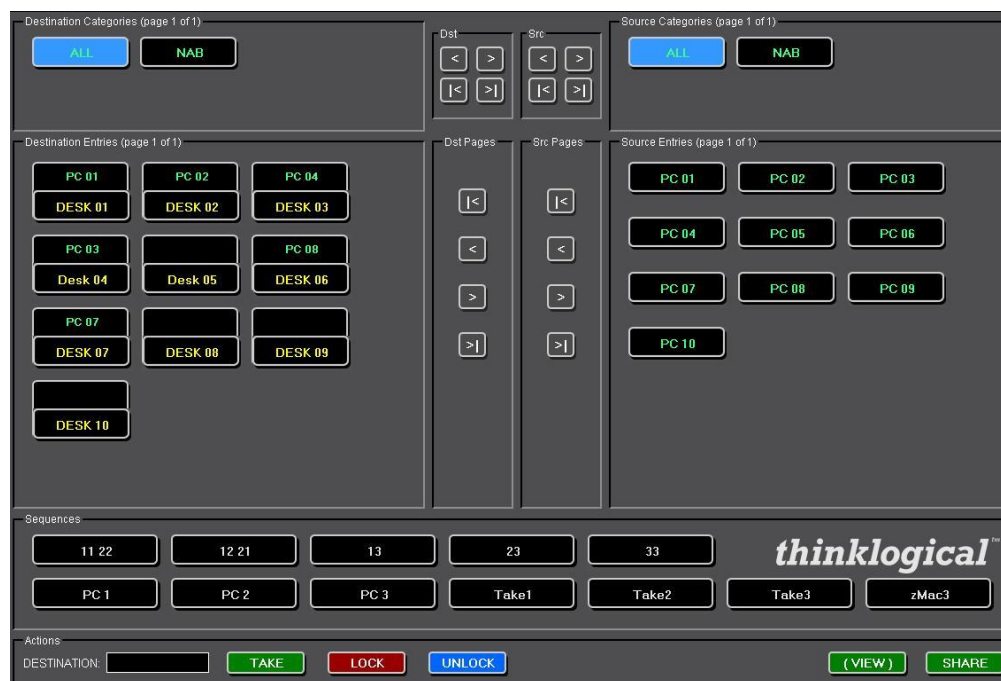 Destination Categories (page 1 of 1)
ALL NAB
Dst
< >
|< >|
Src
< >
|< >|
Source Categories (page 1 of 1)
ALL NAB
Destination Entries (page 1 of 1)
PC 01 PC 02 PC 04
DESK 01 DESK 02 DESK 03
PC 03 PC 08
Desk 04 Desk 05 DESK 06
PC 07
DESK 07 DESK 08 DESK 09
DESK 10
Dst Pages
|<
<
>
>|
Src Pages
|<
<
>
>|
Source Entries (page 1 of 1)
PC 01 PC 02 PC 03
PC 04 PC 05 PC 06
PC 07 PC 08 PC 09
PC 10
Sequences
11 22 12 21 13 23 33
thinklogical™
PC 1 PC 2 PC 3 Take1 Take2 Take3 zMac3
Actions
DESTINATION: TAKE LOCK UNLOCK (VIEW) SHARE